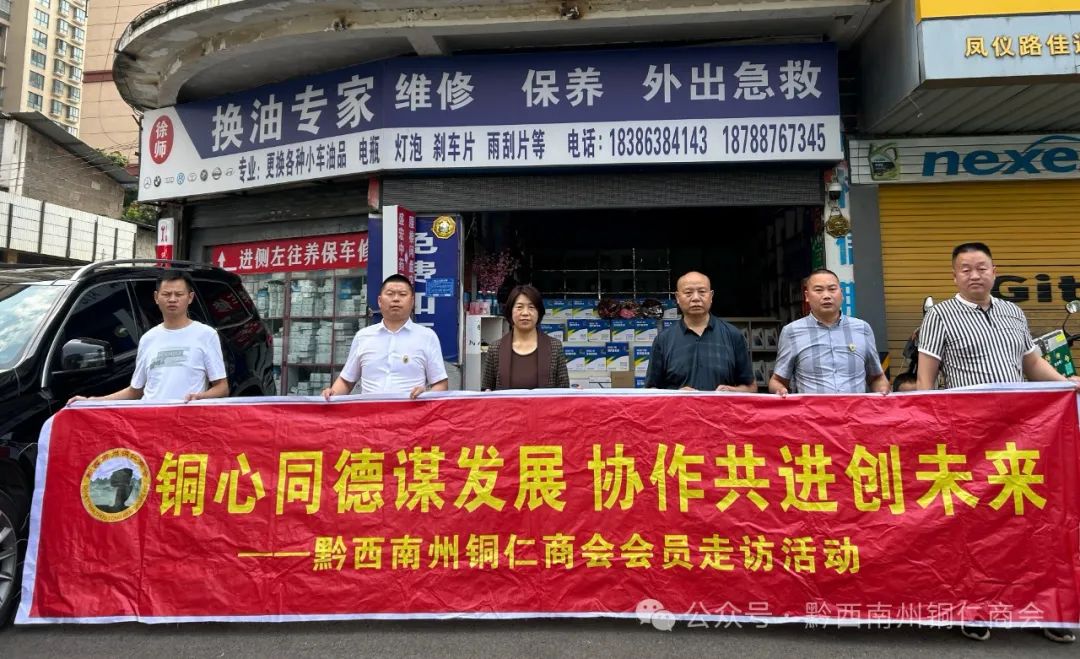 徐师
换油专家 维修 保养 外出急救
专业：更换各种小车油品 电瓶 灯泡 刹车片 雨刮片等 电话：18386384143 18788767345
凤仪路佳
nexe
进侧左往养保车修
Git
铜心同德谋发展 协作共进创未来
——黔西南州铜仁商会会员走访活动
公众号·黔西南州铜仁商会